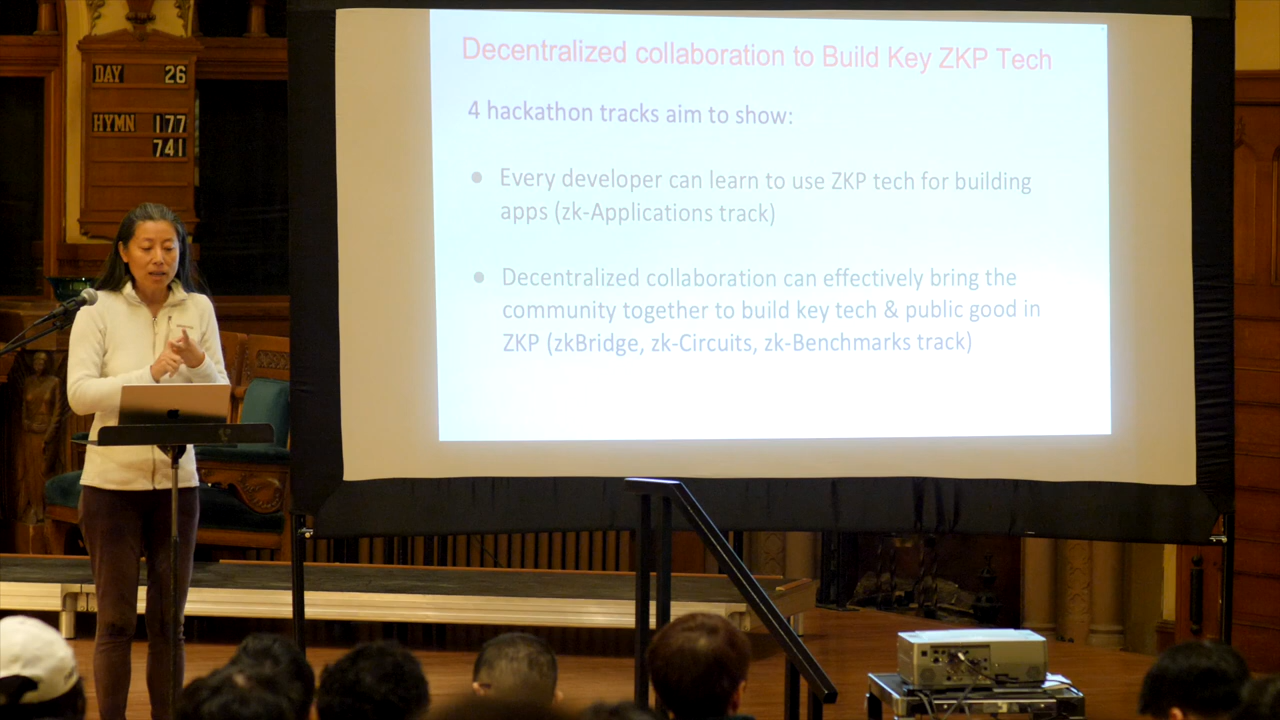 DAY 26
HYMN 177
741
Decentralized collaboration to Build Key ZKP Tech
4 hackathon tracks aim to show:
● Every developer can learn to use ZKP tech for building
apps (zk-Applications track)
● Decentralized collaboration can effectively bring the
community together to build key tech & public good in
ZKP (zkBridge, zk-Circuits, zk-Benchmarks track)